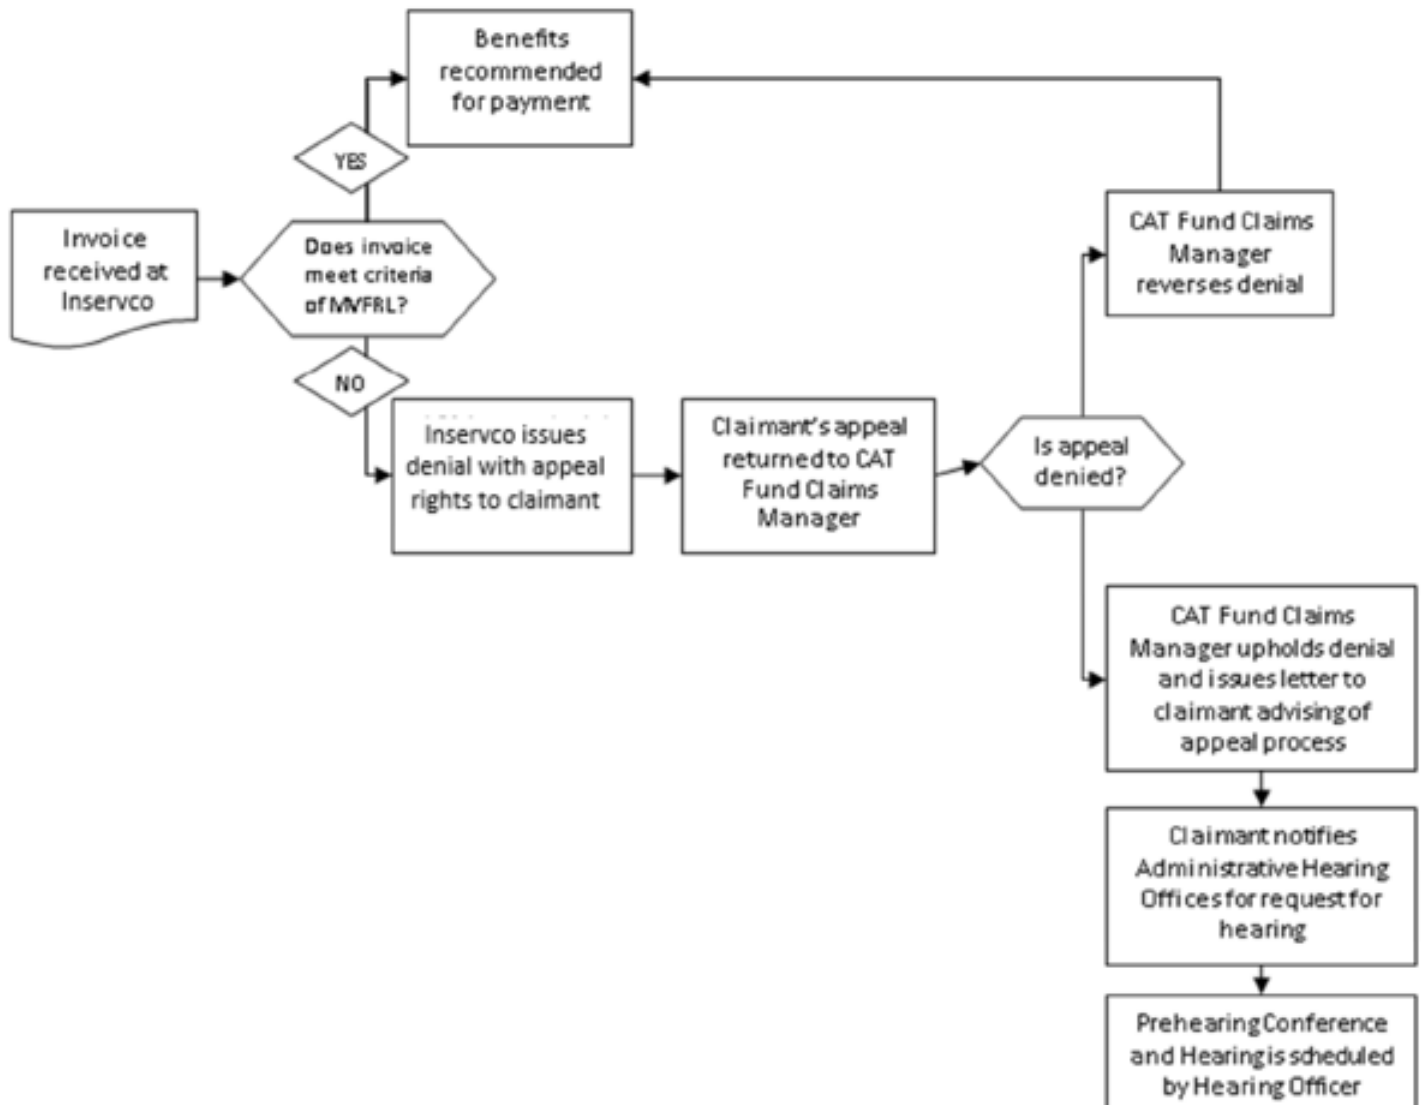 Benefits
recommended
for payment
YES
Invoice
received at
Inservco
Does invoice
meet criteria
of MVFRL?
NO
Inservco issues
denial with appeal
rights to claimant
Claimant's appeal
returned to CAT
Fund Claims
Manager
Is appeal
denied?
CAT Fund Claims
Manager
reverses denial
CAT Fund Claims
Manager upholds denial
and issues letter to
claimant advising of
appeal process
Claimant notifies
Administrative Hearing
Offices for request for
hearing
Prehearing Conference
and Hearing is scheduled
by Hearing Officer